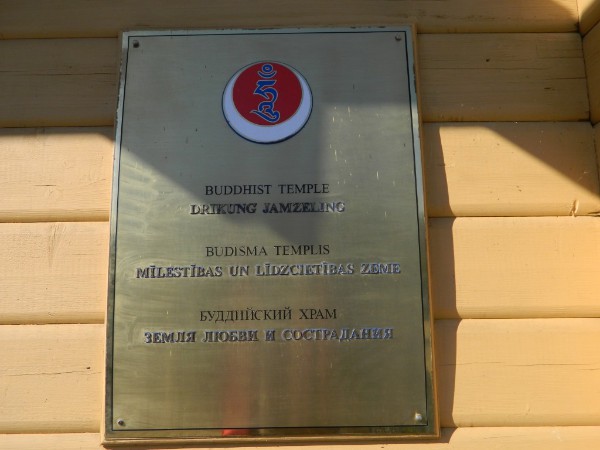 ཧཱུྃ
BUDDHIST TEMPLE
DRIKUNG JAMZELING
BUDISMA TEMPLIS
MĪLESTĪBAS UN LĪDZCIETĪBAS ZEME
БУДДИЙСКИЙ ХРАМ
ЗЕМЛЯ ЛЮБВИ И СОСТРАДАНИЯ